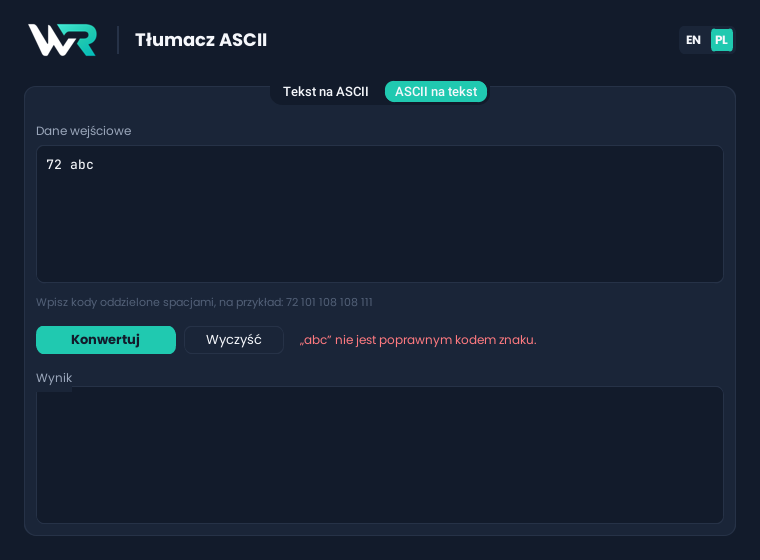 WR
Tłumacz ASCII
EN PL
Tekst na ASCII ASCII na tekst
Dane wejściowe
72 abc
Wpisz kody oddzielone spacjami, na przykład: 72 101 108 108 111
Konwertuj Wyczyść „abc” nie jest poprawnym kodem znaku.
Wynik